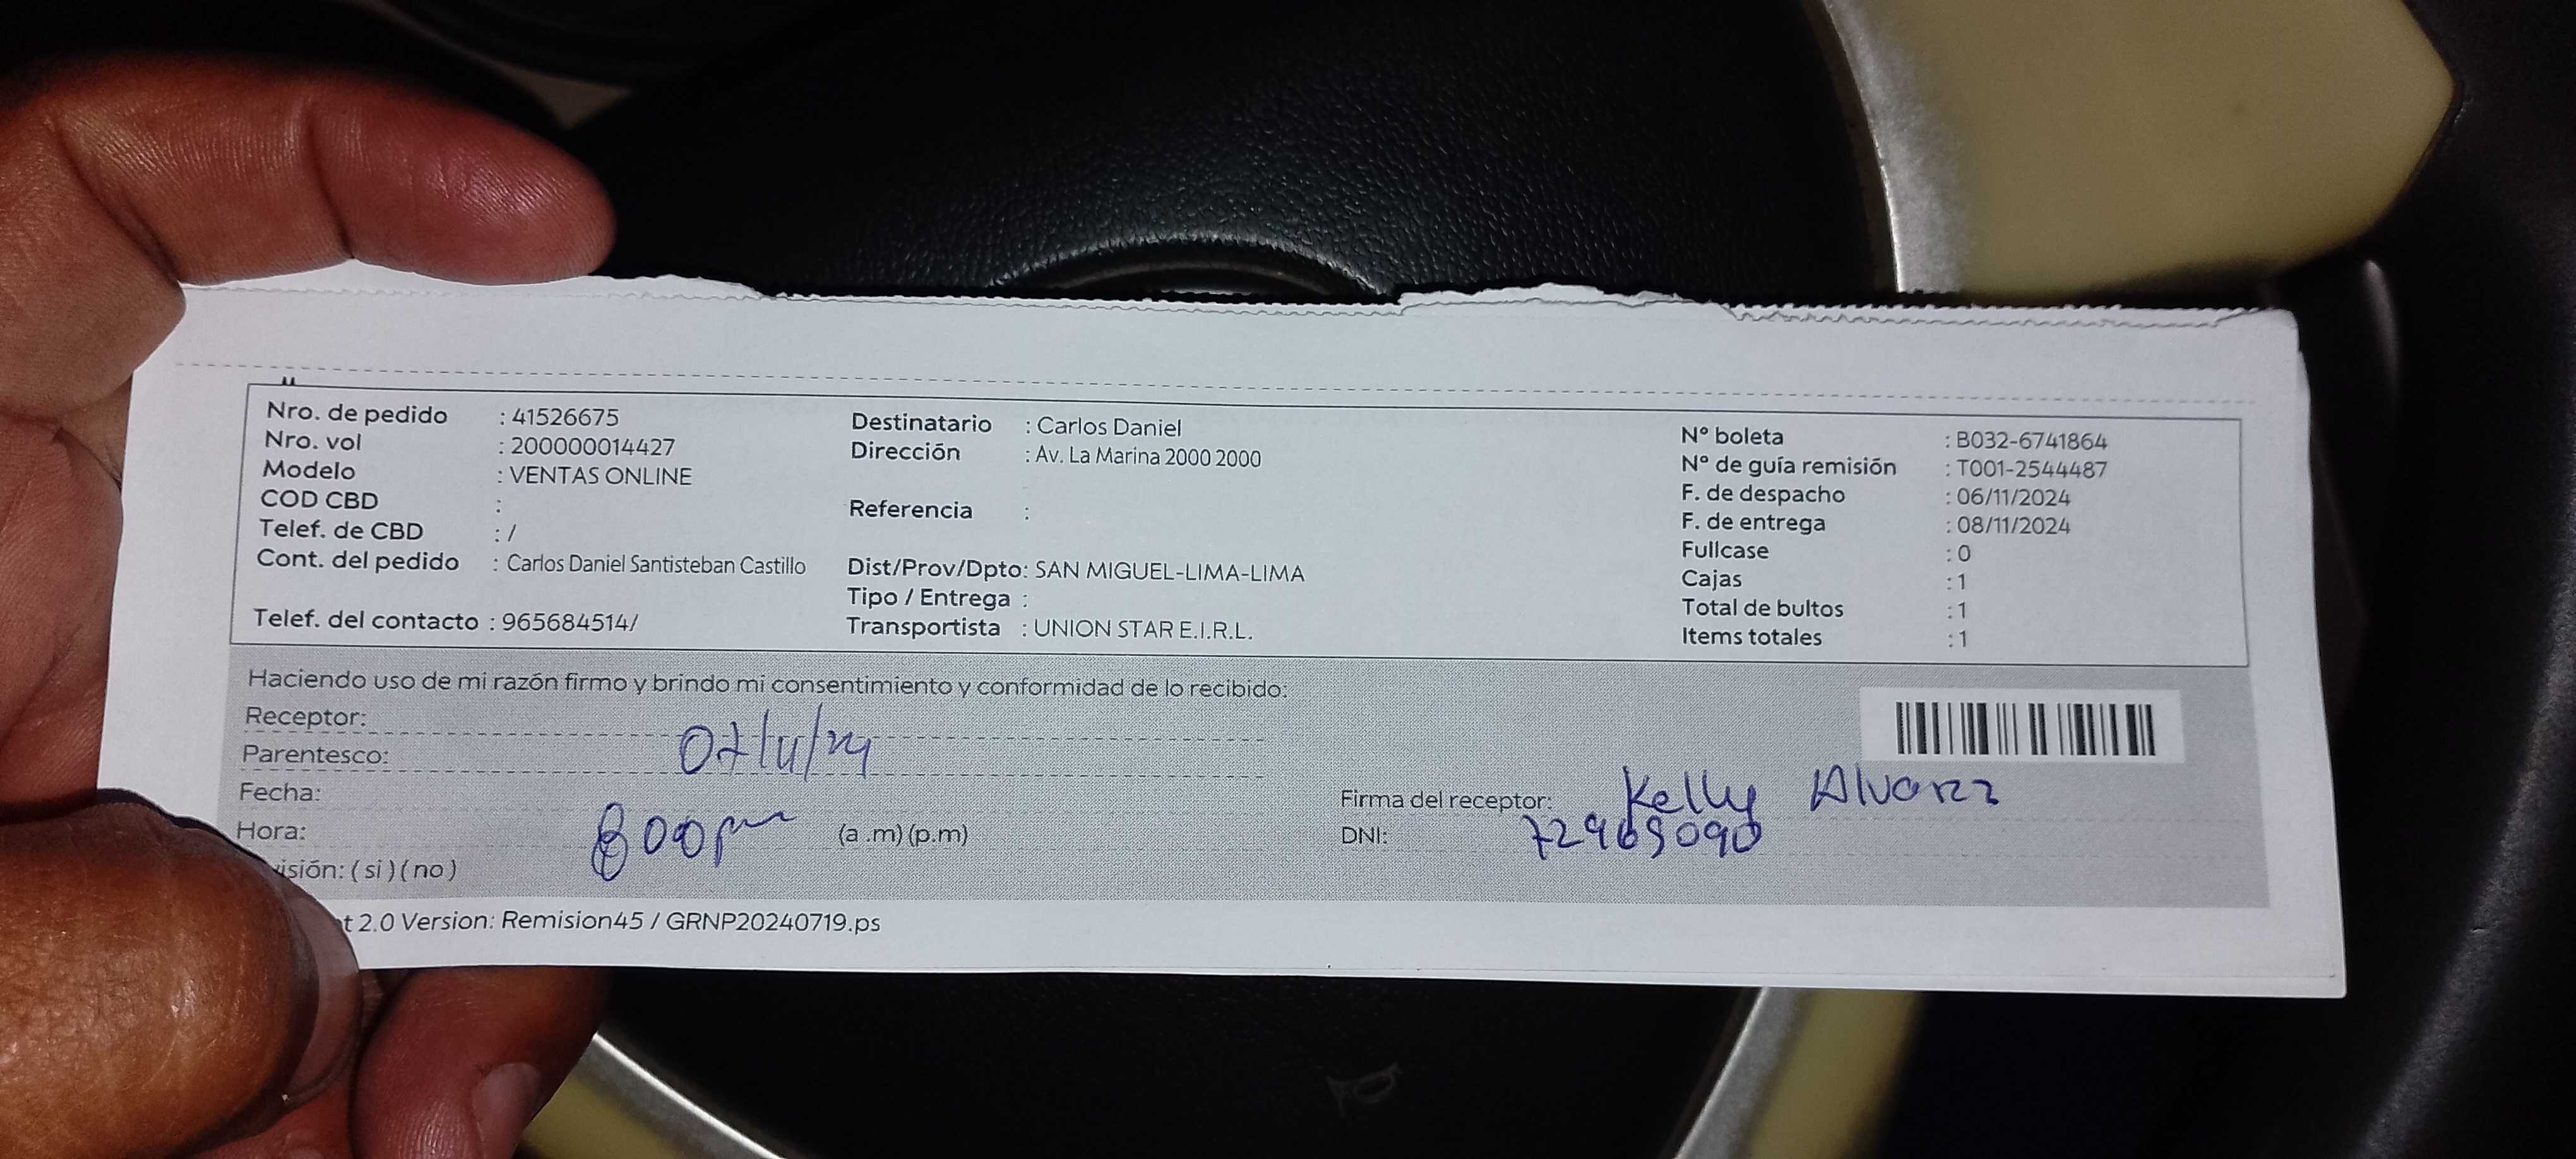 Nro. de pedido : 41526675
Nro. vol : 200000014427
Modelo : VENTAS ONLINE
COD CBD :
Telef. de CBD : /
Cont. del pedido : Carlos Daniel Santisteban Castillo
Telef. del contacto : 965684514/
Destinatario : Carlos Daniel
Dirección : Av. La Marina 2000 2000
Referencia :
Dist/Prov/Dpto: SAN MIGUEL-LIMA-LIMA
Tipo / Entrega :
Transportista : UNION STAR E.I.R.L.
N° boleta : B032-6741864
N° de guía remisión : T001-2544487
F. de despacho : 06/11/2024
F. de entrega : 08/11/2024
Fullcase : 0
Cajas : 1
Total de bultos : 1
Items totales : 1
Haciendo uso de mi razón firmo y brindo mi consentimiento y conformidad de lo recibido:
Receptor:
Parentesco: 07/11/24
Fecha:
Hora: 800pm (a .m) (p.m)
isión: ( si ) ( no )
Firma del receptor: Kelly Alvarez
DNI: 72969090
t 2.0 Version: Remision45 / GRNP20240719.ps